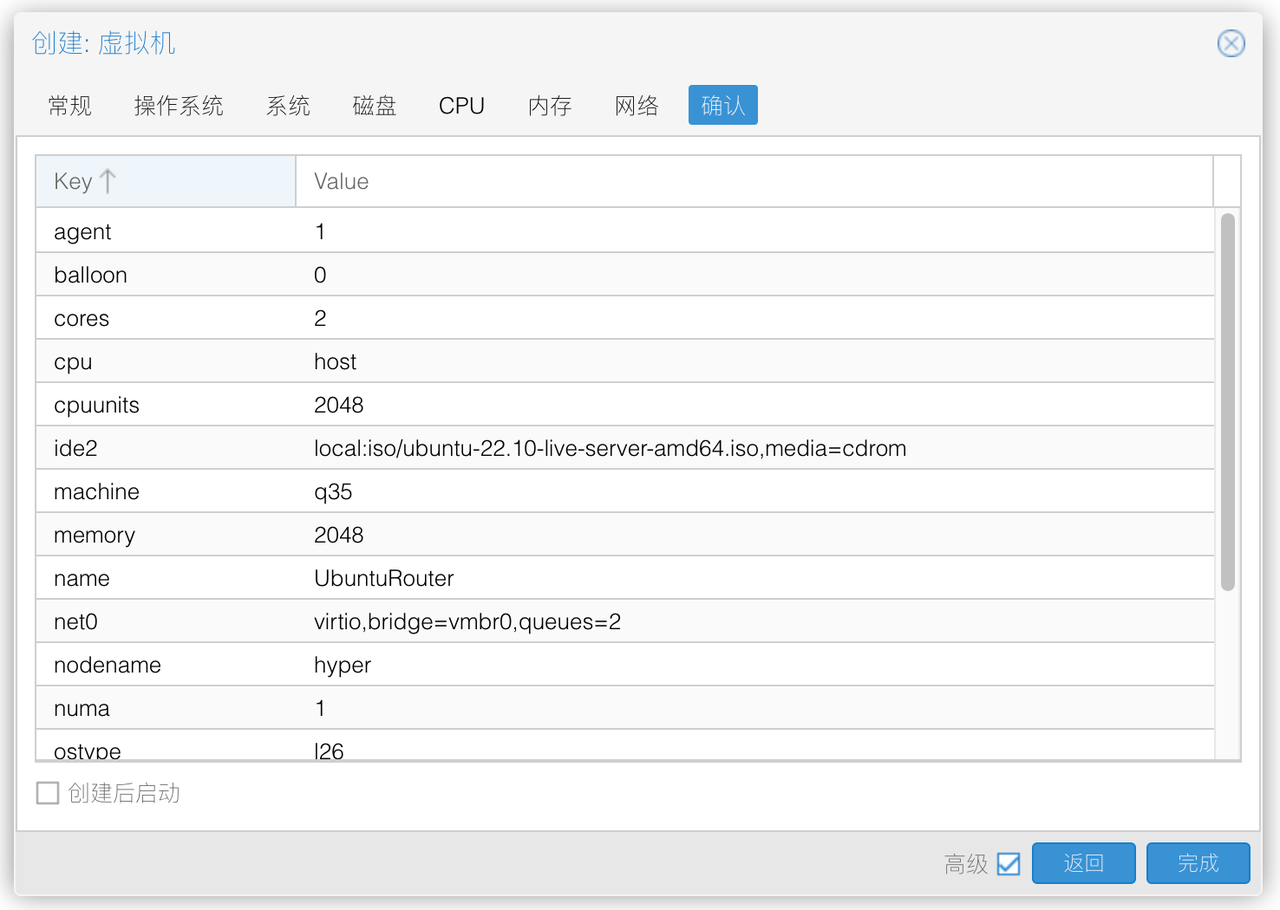 创建: 虚拟机
常规 操作系统 系统 磁盘 CPU 内存 网络 确认
Key Value
agent 1
balloon 0
cores 2
cpu host
cpuunits 2048
ide2 local:iso/ubuntu-22.10-live-server-amd64.iso,media=cdrom
machine q35
memory 2048
name UbuntuRouter
net0 virtio,bridge=vmbr0,queues=2
nodename hyper
numa 1
ostype l26
创建后启动
高级 返回 完成